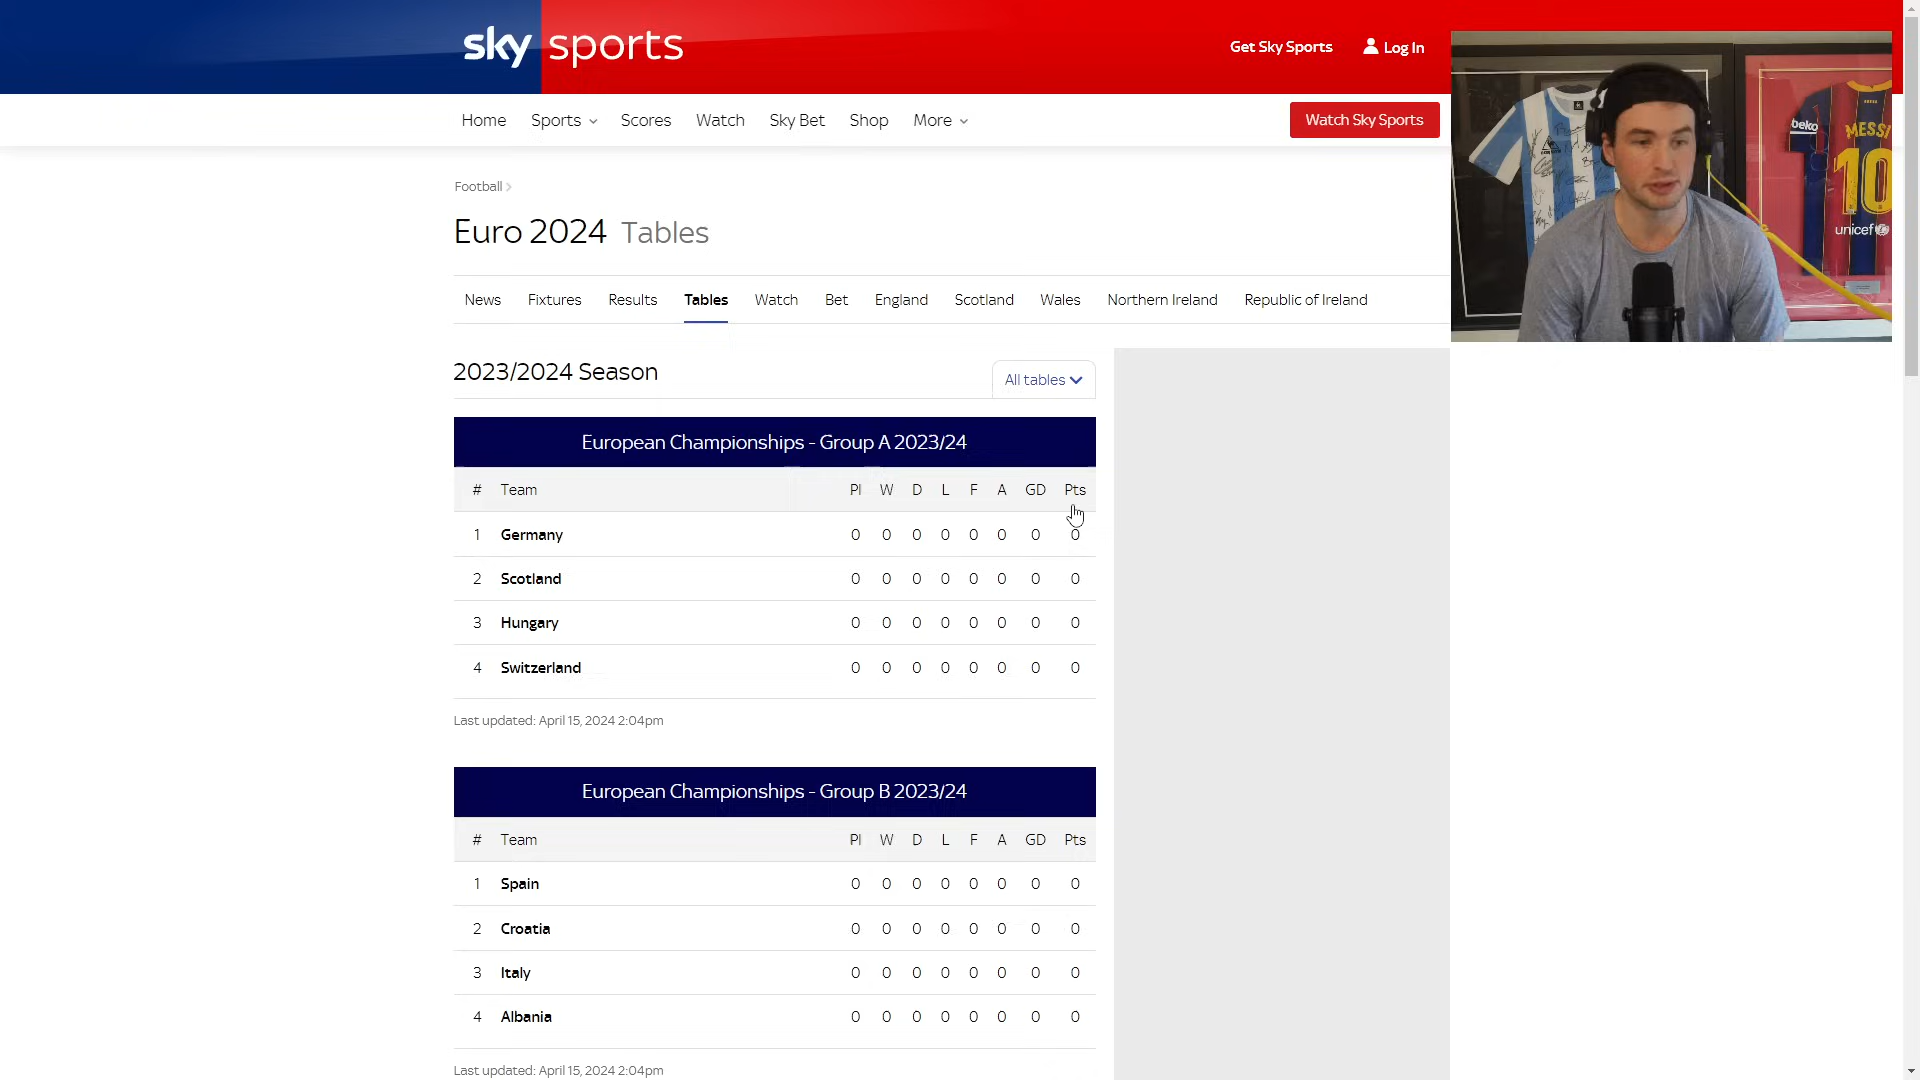 sky sports
Get Sky Sports
Log In
Home Sports Scores Watch Sky Bet Shop More
Watch Sky Sports
beko
MESSI
10
unicef
Football
Euro 2024 Tables
News Fixtures Results Tables Watch Bet England Scotland Wales Northern Ireland Republic of Ireland
2023/2024 Season
All tables
European Championships - Group A 2023/24
# Team Pl W D L F A GD Pts
1 Germany 0 0 0 0 0 0 0 0
2 Scotland 0 0 0 0 0 0 0 0
3 Hungary 0 0 0 0 0 0 0 0
4 Switzerland 0 0 0 0 0 0 0 0
Last updated: April 15, 2024 2:04pm
European Championships - Group B 2023/24
# Team Pl W D L F A GD Pts
1 Spain 0 0 0 0 0 0 0 0
2 Croatia 0 0 0 0 0 0 0 0
3 Italy 0 0 0 0 0 0 0 0
4 Albania 0 0 0 0 0 0 0 0
Last updated: April 15, 2024 2:04pm